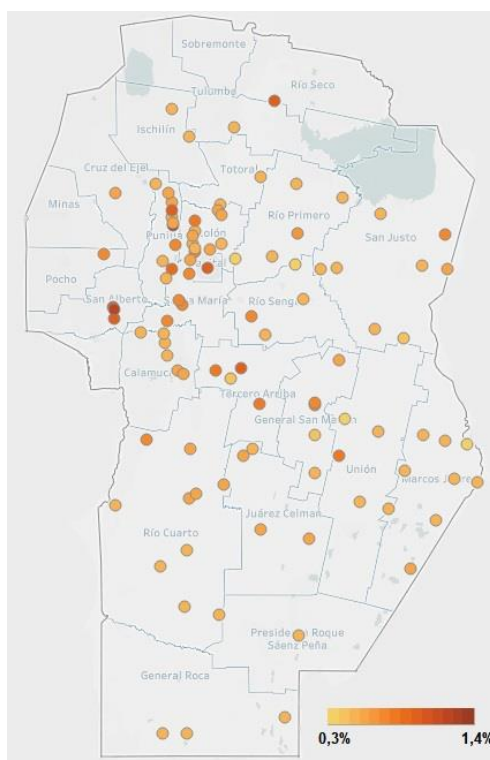 Sobremonte
Río Seco
Tulumba
Ischilín
Cruz del Eje
Totoral
Minas
Río Primero
Colón
Punilla
San Justo
Pocho
San Alberto
Santa María
Río Segundo
Calamuchita
Tercero Arriba
General San Martín
Unión
Marcos Juárez
Juárez Celman
Río Cuarto
Presidente Roque
Sáenz Peña
General Roca
0,3%
1,4%